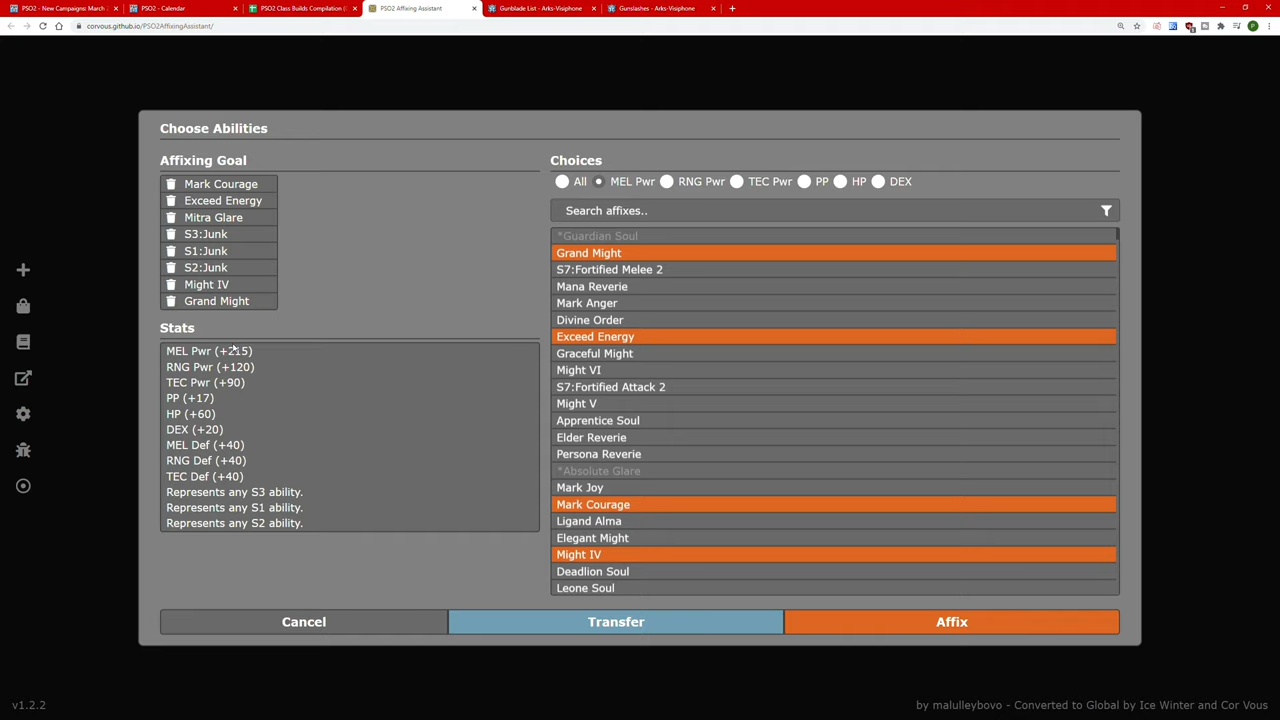 PSO2 - New Campaigns: March
PSO2 - Calendar
PSO2 Class Builds Compilation (
PSO2 Affixing Assistant
Gunblade List - Arks-Visiphone
Gunslashes - Arks-Visiphone
corvous.github.io/PSO2AffixingAssistant/
Choose Abilities
Affixing Goal
Mark Courage
Exceed Energy
Mitra Glare
S3:Junk
S1:Junk
S2:Junk
Might IV
Grand Might
Stats
MEL Pwr (+215)
RNG Pwr (+120)
TEC Pwr (+90)
PP (+17)
HP (+60)
DEX (+20)
MEL Def (+40)
RNG Def (+40)
TEC Def (+40)
Represents any S3 ability.
Represents any S1 ability.
Represents any S2 ability.
Choices
All MEL Pwr RNG Pwr TEC Pwr PP HP DEX
Search affixes..
*Guardian Soul
Grand Might
S7:Fortified Melee 2
Mana Reverie
Mark Anger
Divine Order
Exceed Energy
Graceful Might
Might VI
S7:Fortified Attack 2
Might V
Apprentice Soul
Elder Reverie
Persona Reverie
*Absolute Glare
Mark Joy
Mark Courage
Ligand Alma
Elegant Might
Might IV
Deadlion Soul
Leone Soul
Cancel
Transfer
Affix
v1.2.2
by malulleybovo - Converted to Global by Ice Winter and Cor Vous